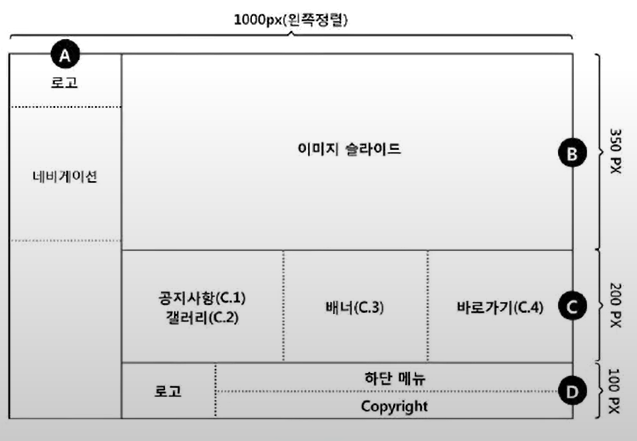 1000px(왼쪽정렬)
A
로고
네비게이션
이미지 슬라이드
B
350 PX
공지사항(C.1)
갤러리(C.2)
배너(C.3)
바로가기(C.4)
C
200 PX
로고
하단 메뉴
Copyright
D
100 PX